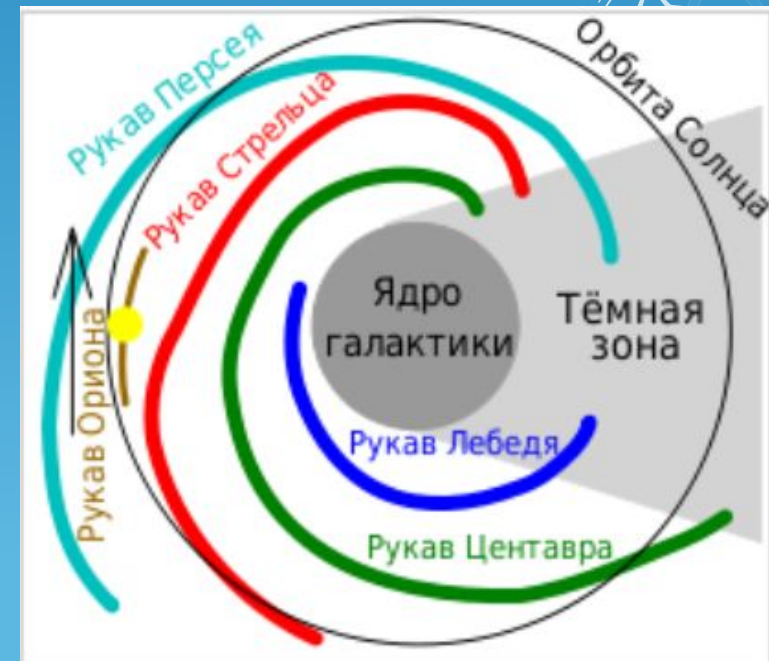 Рукав Персея
Орбита Солнца
Рукав Стрельца
Рукав Ориона
Ядро
галактики
Тёмная
зона
Рукав Лебедя
Рукав Центавра